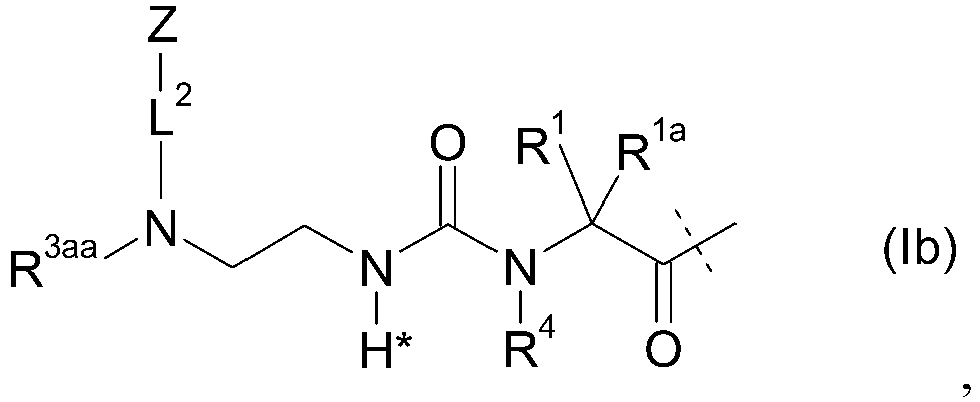 Z
L2
O
R1
R1a
N
R3aa
N
N
(Ib)
H*
R4
O
,